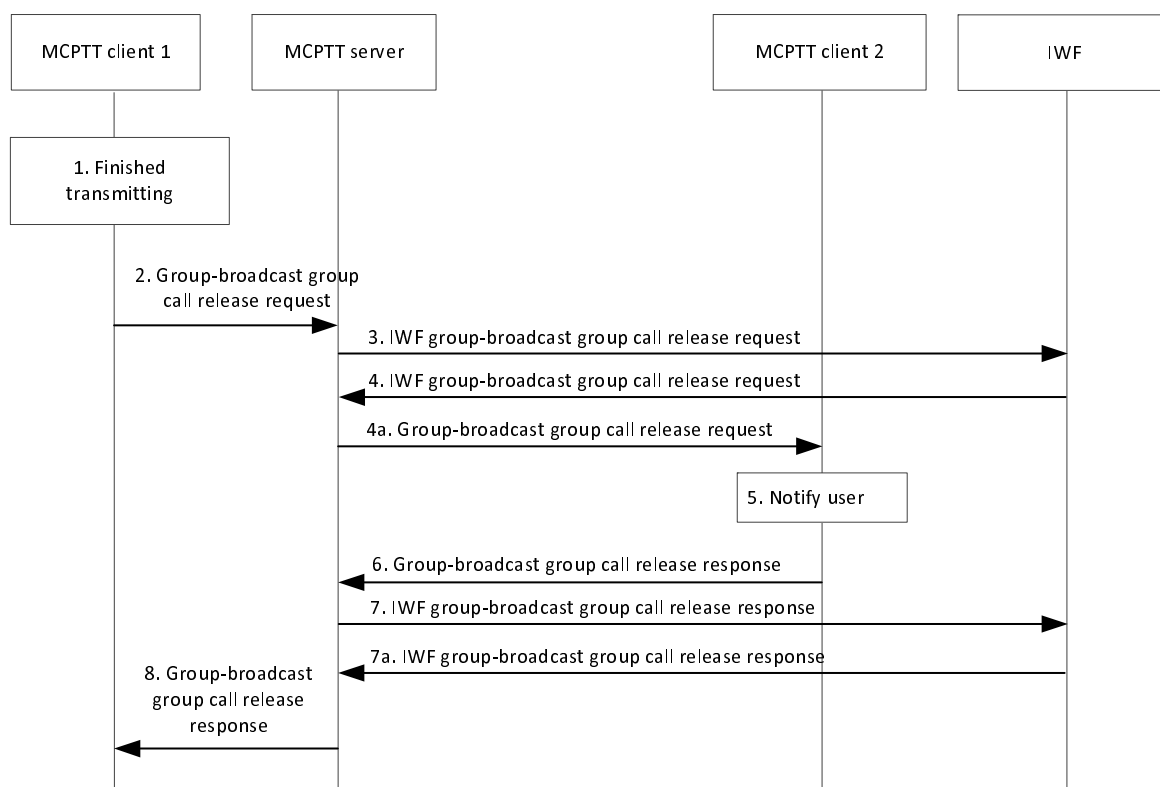 MCPTT client 1
MCPTT server
MCPTT client 2
IWF
1. Finished
transmitting
2. Group-broadcast group
call release request
3. IWF group-broadcast group call release request
4. IWF group-broadcast group call release request
4a. Group-broadcast group call release request
5. Notify user
6. Group-broadcast group call release response
7. IWF group-broadcast group call release response
7a. IWF group-broadcast group call release response
8. Group-broadcast
group call release
response